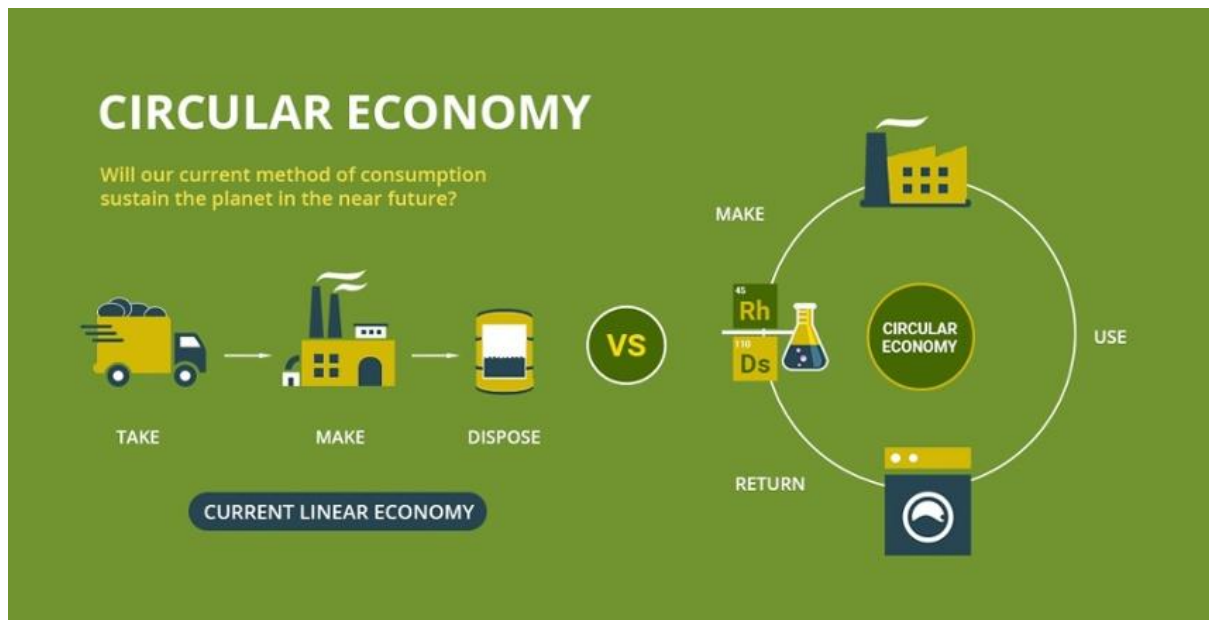 CIRCULAR ECONOMY
Will our current method of consumption
sustain the planet in the near future?
TAKE
MAKE
DISPOSE
CURRENT LINEAR ECONOMY
VS
MAKE
45
Rh
110
Ds
CIRCULAR
ECONOMY
USE
RETURN